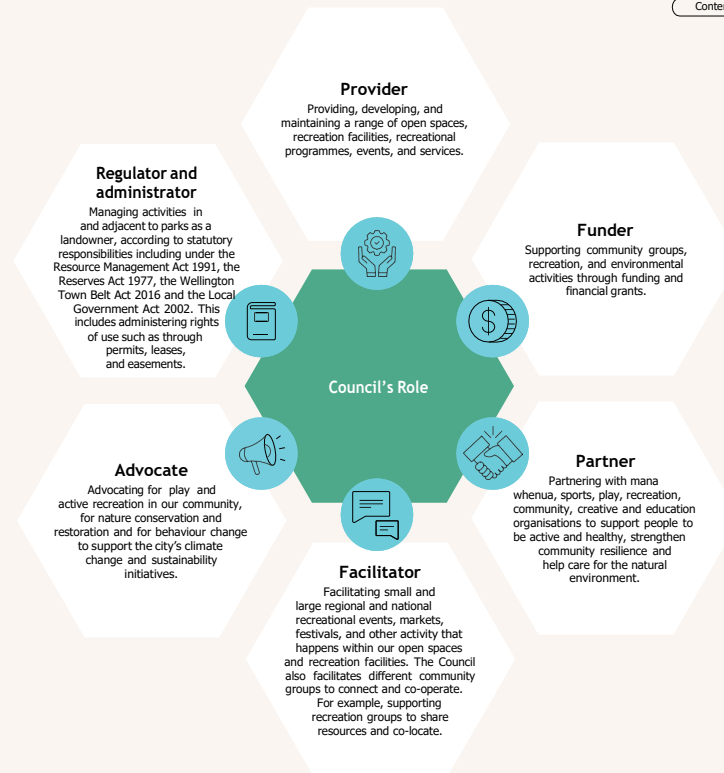 Provider
Providing, developing, and
maintaining a range of open spaces,
recreation facilities, recreational
programmes, events, and services.
Regulator and
administrator
Managing activities in
and adjacent to parks as a
landowner, according to statutory
responsibilities including under the
Resource Management Act 1991, the
Reserves Act 1977, the Wellington
Town Belt Act 2016 and the Local
Government Act 2002. This
includes administering rights
of use such as through
permits, leases,
and easements.
Funder
Supporting community groups,
recreation, and environmental
activities through funding and
financial grants.
Council's Role
Advocate
Advocating for play and
active recreation in our community,
for nature conservation and
restoration and for behaviour change
to support the city's climate
change and sustainability
initiatives.
Partner
Partnering with mana
whenua, sports, play, recreation,
community, creative and education
organisations to support people to
be active and healthy, strengthen
community resilience and
help care for the natural
environment.
Facilitator
Facilitating small and
large regional and national
recreational events, markets,
festivals, and other activity that
happens within our open spaces
and recreation facilities. The Council
also facilitates different community
groups to connect and co-operate.
For example, supporting
recreation groups to share
resources and co-locate.